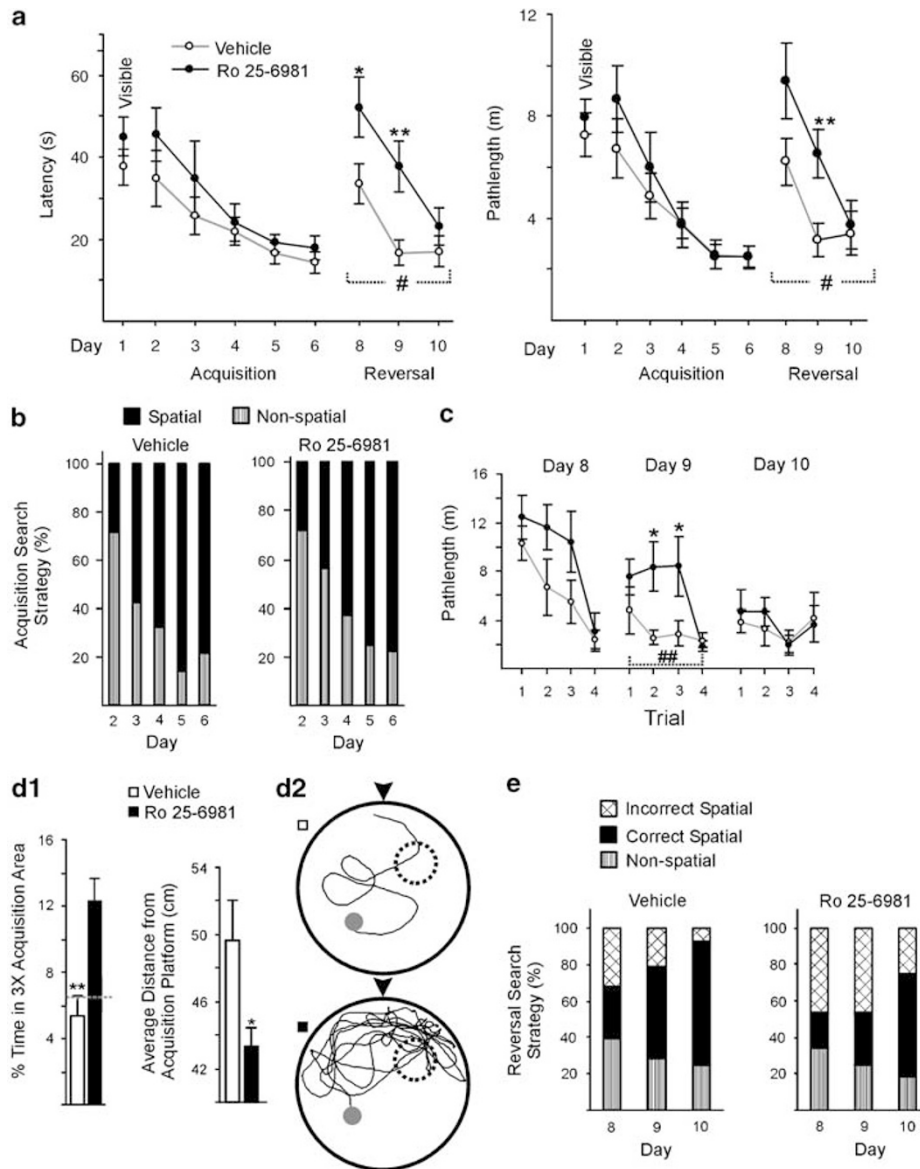 a
Vehicle
Ro 25-6981
Visible
Latency (s)
60
40
20
*
**
#
Day 1 2 3 4 5 6 8 9 10
Acquisition Reversal
Visible
Pathlength (m)
12
8
4
**
#
Day 1 2 3 4 5 6 8 9 10
Acquisition Reversal
b
Spatial Non-spatial
Vehicle Ro 25-6981
Acquisition Search
Strategy (%)
100
80
60
40
20
2 3 4 5 6
Day
100
80
60
40
20
2 3 4 5 6
Day
c
Day 8 Day 9 Day 10
Pathlength (m)
16
12
8
4
* *
##
1 2 3 4 1 2 3 4 1 2 3 4
Trial
d1
Vehicle
Ro 25-6981
% Time in 3X Acquisition Area
16
12
8
4
**
Average Distance from
Acquisition Platform (cm)
54
50
46
42
*
d2
e
Incorrect Spatial
Correct Spatial
Non-spatial
Vehicle Ro 25-6981
Reversal Search
Strategy (%)
100
80
60
40
20
8 9 10
Day
100
80
60
40
20
8 9 10
Day